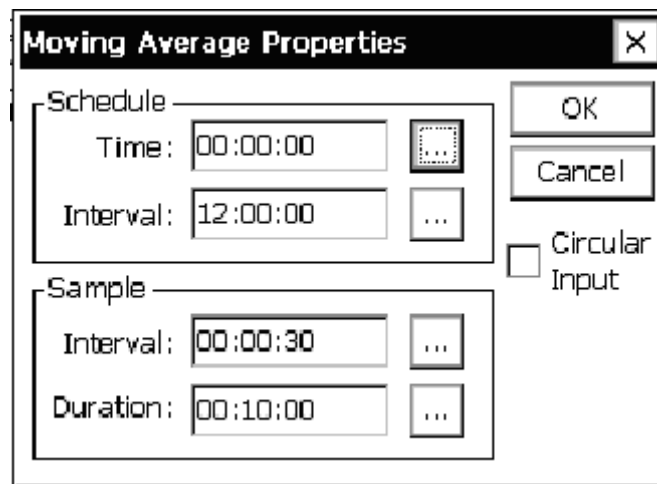 Moving Average Properties
Schedule
Time: 00:00:00 ...
Interval: 12:00:00 ...
Sample
Interval: 00:00:30 ...
Duration: 00:10:00 ...
OK
Cancel
Circular
Input